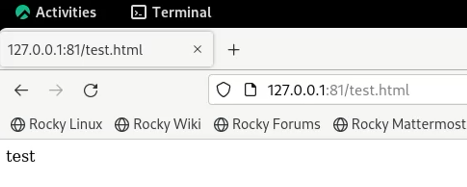 Activities Terminal
127.0.0.1:81/test.html × +
127.0.0.1:81/test.html
Rocky Linux Rocky Wiki Rocky Forums Rocky Mattermost
test